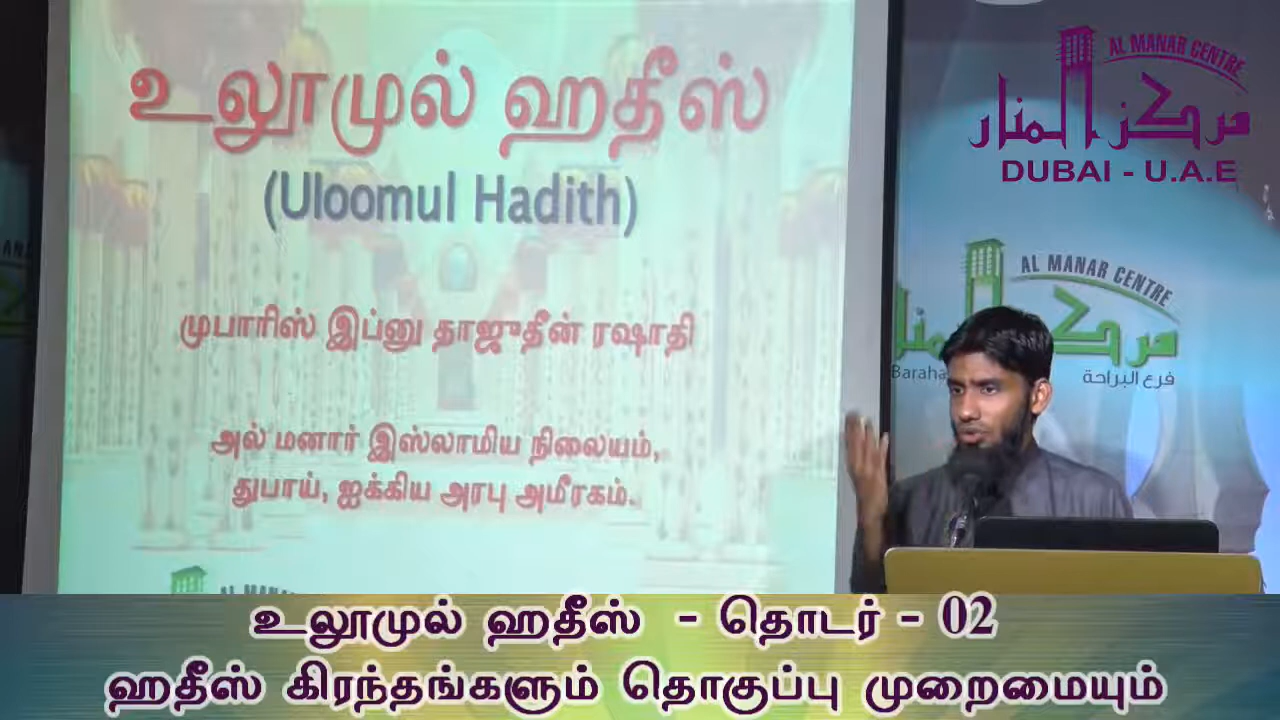 உலூமுல் ஹதீஸ்
(Uloomul Hadith)
முபாரிஸ் இப்னு தாஜுதீன் ரஷாதி
அல் மனார் இஸ்லாமிய நிலையம்,
துபாய், ஐக்கிய அரபு அமீரகம்.
AL MANAR CENTRE
مركز المنار
DUBAI - U.A.E
AL MANAR CENTRE
مركز
Baraha
فرع البراحة
உலூமுல் ஹதீஸ் - தொடர் - 02
ஹதீஸ் கிரந்தங்களும் தொகுப்பு முறைமையும்